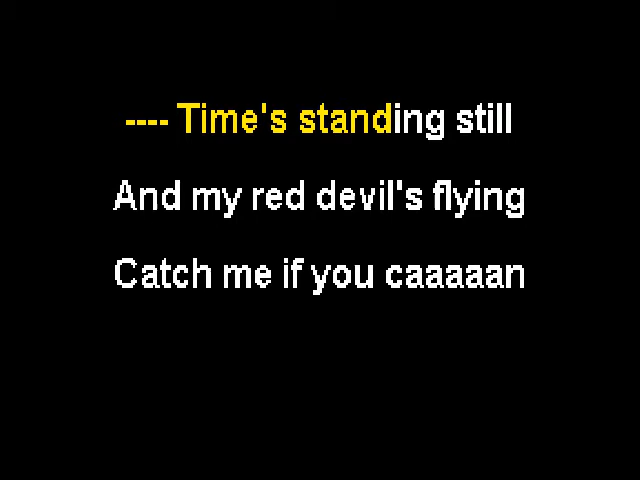 ---- Time's standing still
And my red devil's flying
Catch me if you caaaaan